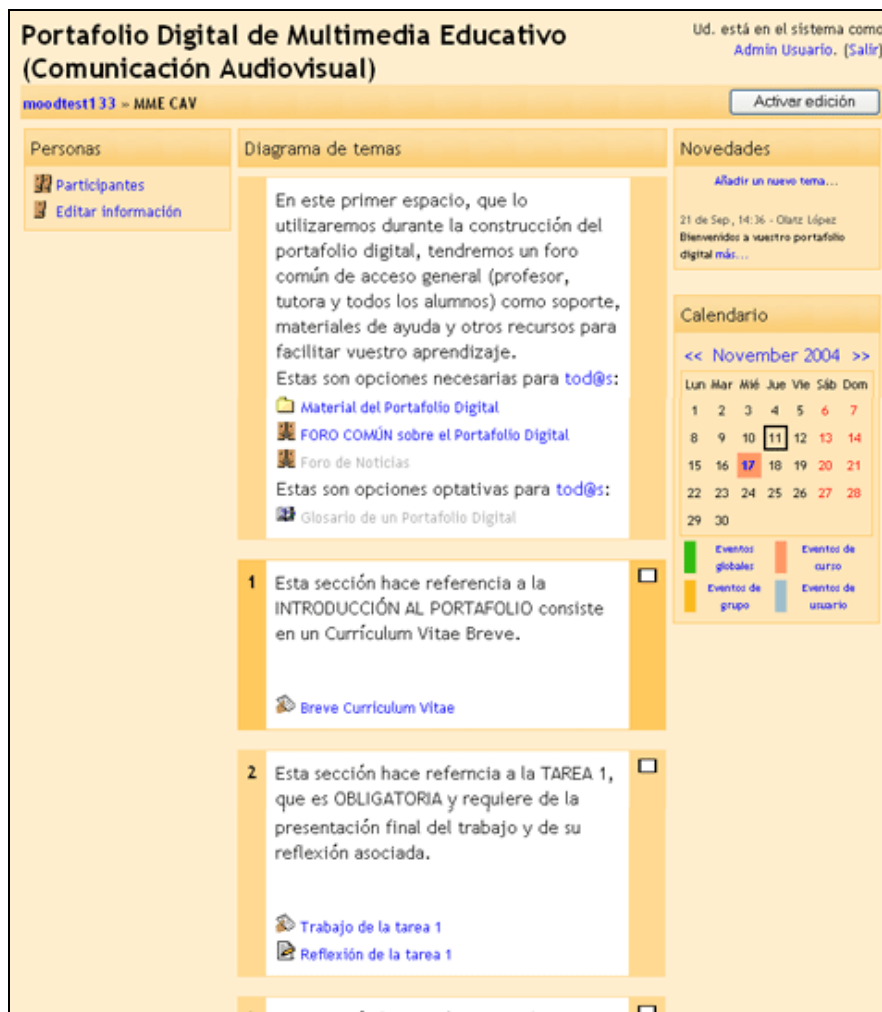 Portafolio Digital de Multimedia Educativo
(Comunicación Audiovisual)
Ud. está en el sistema como
Admin Usuario. (Salir)
moodtest133 » MME CAV
Activar edición
Personas
Participantes
Editar información
Diagrama de temas
En este primer espacio, que lo
utilizaremos durante la construcción del
portafolio digital, tendremos un foro
común de acceso general (profesor,
tutora y todos los alumnos) como soporte,
materiales de ayuda y otros recursos para
facilitar vuestro aprendizaje.
Estas son opciones necesarias para tod@s:
Material del Portafolio Digital
FORO COMÚN sobre el Portafolio Digital
Foro de Noticias
Estas son opciones optativas para tod@s:
Glosario de un Portafolio Digital
1 Esta sección hace referencia a la
INTRODUCCIÓN AL PORTAFOLIO consiste
en un Currículum Vitae Breve.
Breve Curriculum Vitae
2 Esta sección hace referncia a la TAREA 1,
que es OBLIGATORIA y requiere de la
presentación final del trabajo y de su
reflexión asociada.
Trabajo de la tarea 1
Reflexión de la tarea 1
Novedades
Añadir un nuevo tema...
21 de Sep, 14:36 - Olatz López
Bienvenidos a vuestro portafolio
digital más...
Calendario
<< November 2004 >>
Lun Mar Mié Jue Vie Sáb Dom
1 2 3 4 5 6 7
8 9 10 11 12 13 14
15 16 17 18 19 20 21
22 23 24 25 26 27 28
29 30
Eventos globales
Eventos de curso
Eventos de grupo
Eventos de usuario